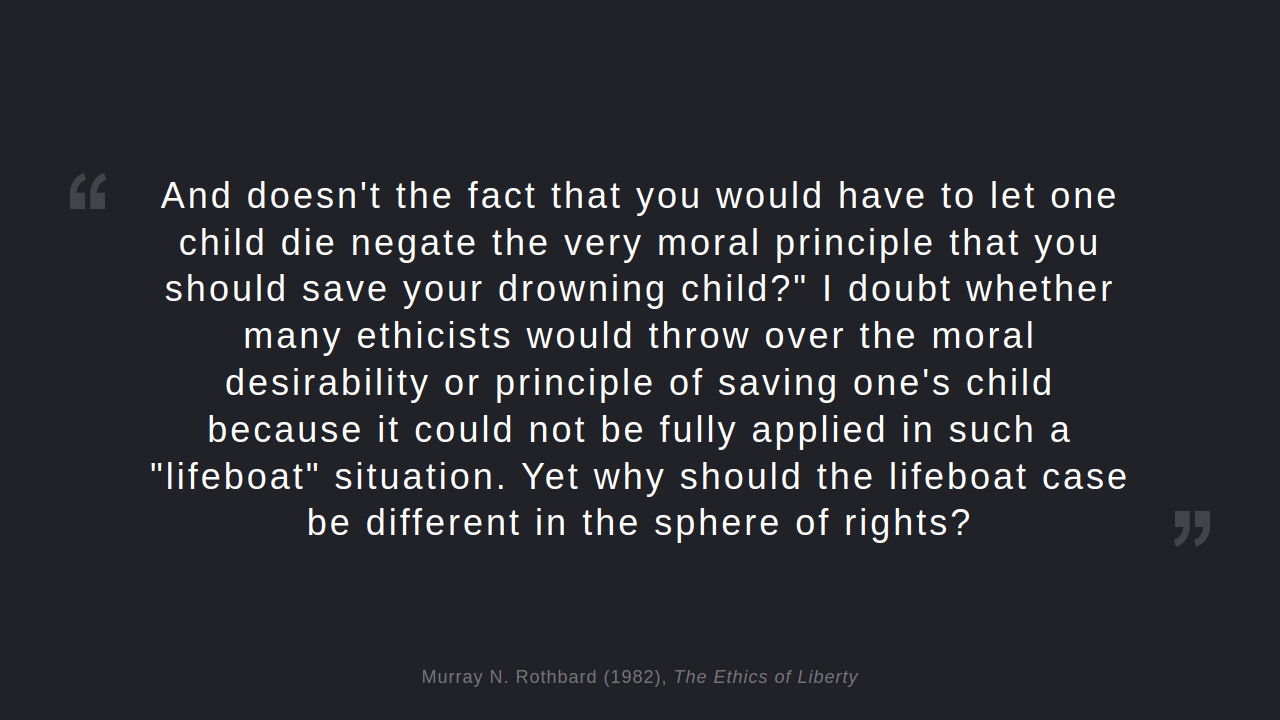 “
And doesn't the fact that you would have to let one
child die negate the very moral principle that you
should save your drowning child?" I doubt whether
many ethicists would throw over the moral
desirability or principle of saving one's child
because it could not be fully applied in such a
"lifeboat" situation. Yet why should the lifeboat case
be different in the sphere of rights?
”
Murray N. Rothbard (1982), The Ethics of Liberty